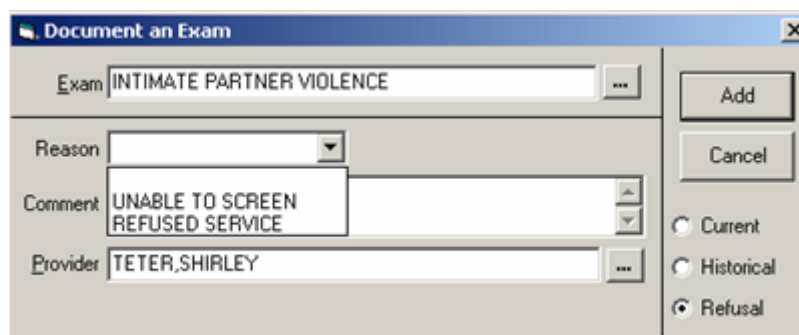 Document an Exam
Exam INTIMATE PARTNER VIOLENCE ...
Reason
UNABLE TO SCREEN
REFUSED SERVICE
Comment
Provider TETER,SHIRLEY ...
Add
Cancel
Current
Historical
Refusal